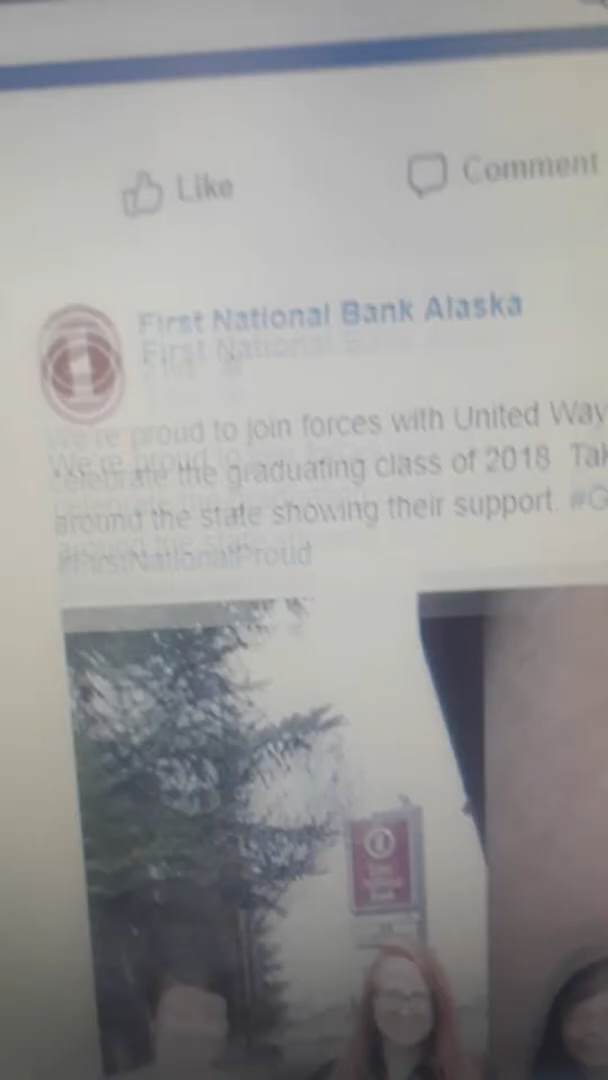 Like
Comment
First National Bank Alaska
We're proud to join forces with United Way
celebrate the graduating class of 2018
around the state showing their support.
#FirstNationalProud